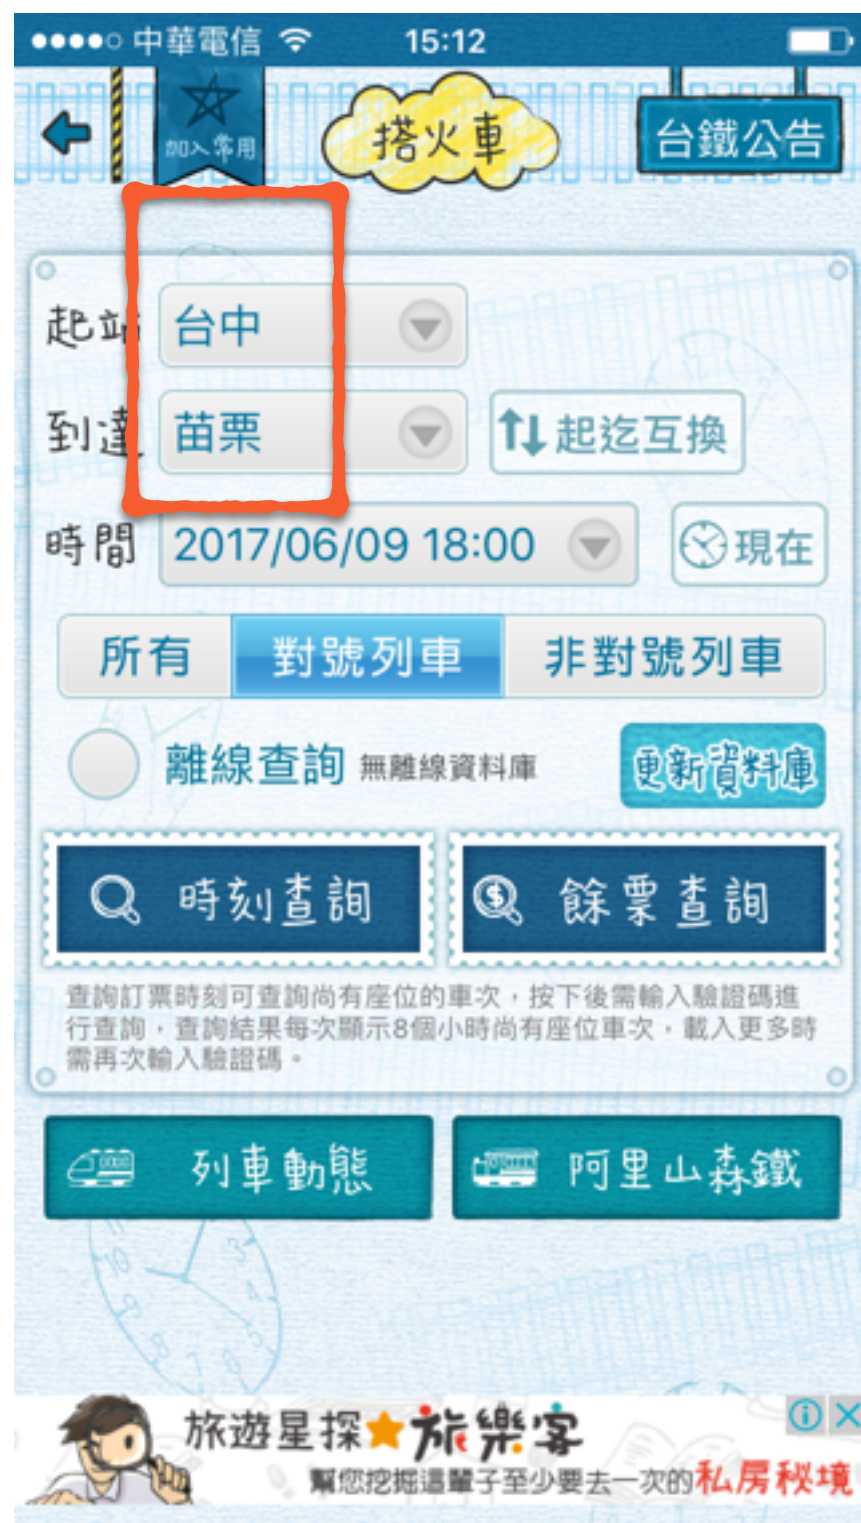 中華電信 15:12
加入常用
搭火車
台鐵公告
起站 台中
到達 苗栗
起迄互換
時間 2017/06/09 18:00
現在
所有 對號列車 非對號列車
離線查詢 無離線資料庫
更新資料庫
時刻查詢
餘票查詢
查詢訂票時刻可查詢尚有座位的車次，按下後需輸入驗證碼進
行查詢，查詢結果每次顯示8個小時尚有座位車次，載入更多時
需再次輸入驗證碼。
列車動態
阿里山森鐵
旅遊星探★旅樂客
幫您挖掘這輩子至少要去一次的私房秘境